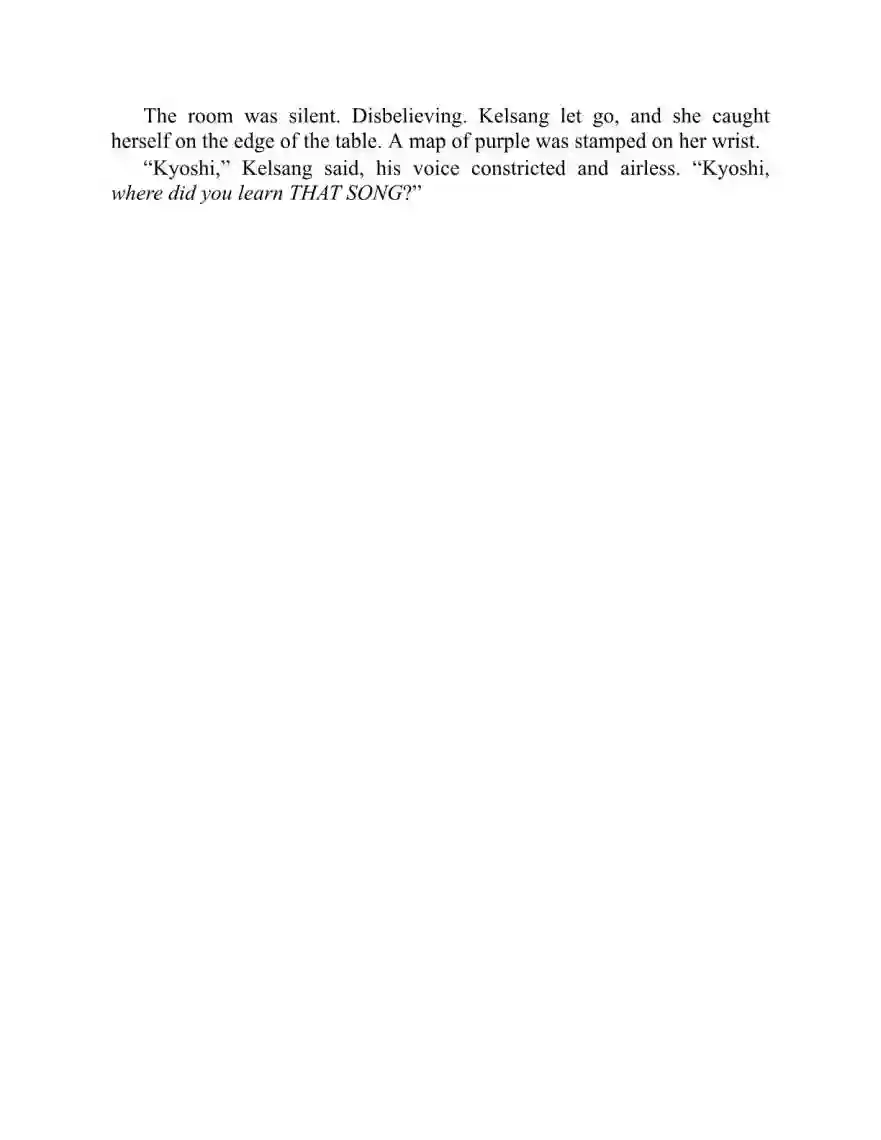 The room was silent. Disbelieving. Kelsang let go, and she caught
herself on the edge of the table. A map of purple was stamped on her wrist.
“Kyoshi,” Kelsang said, his voice constricted and airless. “Kyoshi,
where did you learn THAT SONG?”